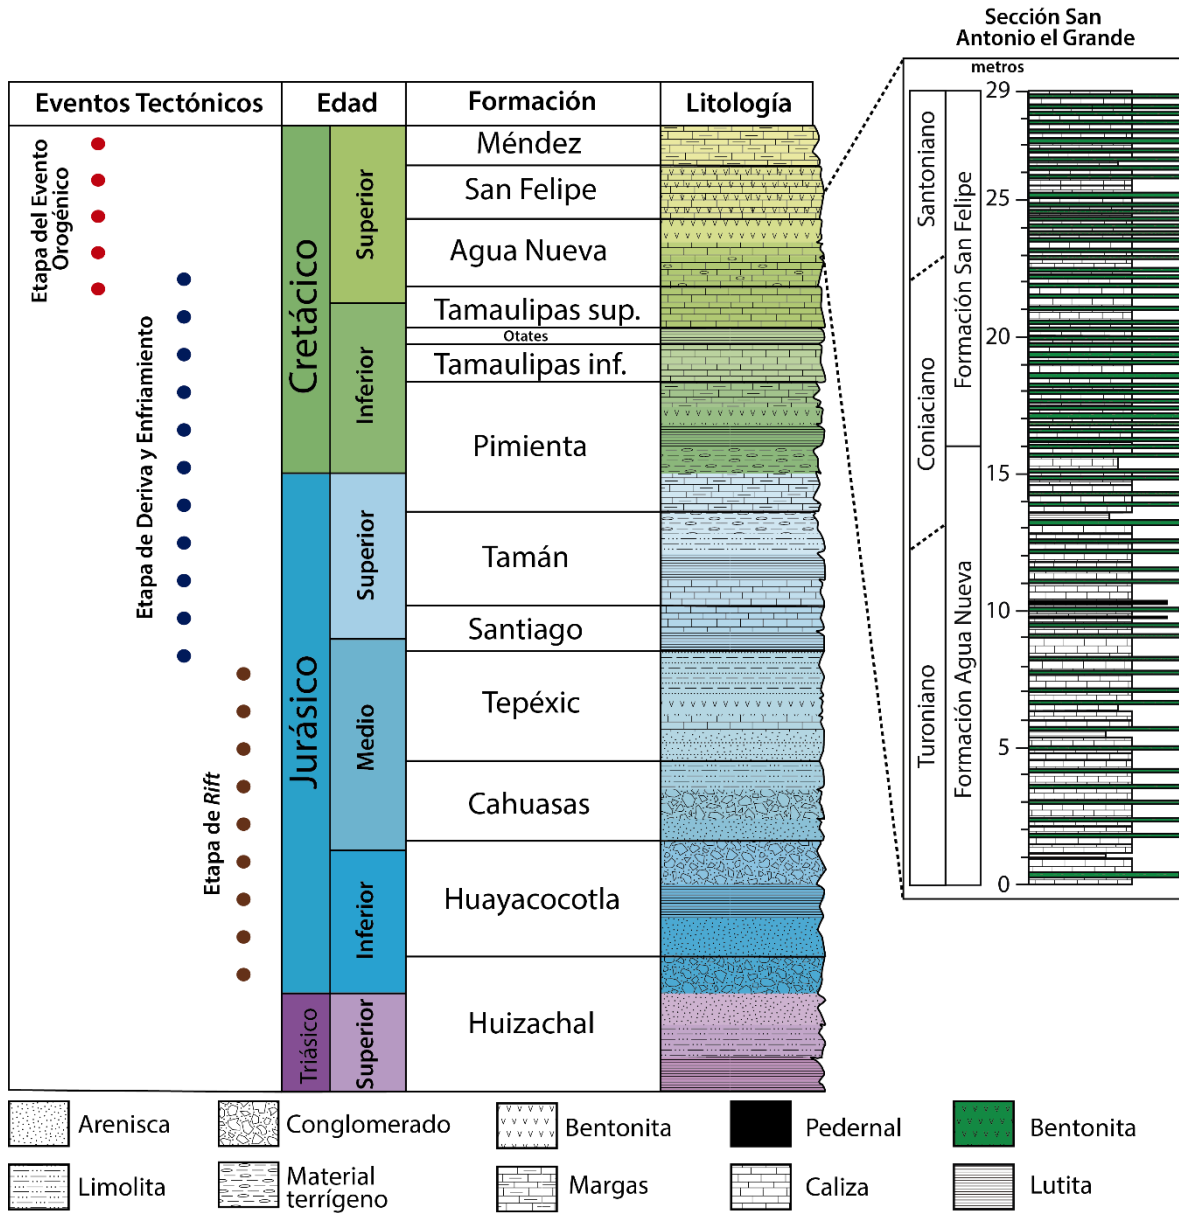 Sección San
Antonio el Grande
metros
Eventos Tectónicos
Edad
Formación
Litología
Etapa del Evento
Orogénico
Etapa de Deriva y Enfriamiento
Etapa de Rift
Cretácico
Superior
Inferior
Jurásico
Superior
Medio
Inferior
Triásico
Superior
Méndez
San Felipe
Agua Nueva
Tamaulipas sup.
Otates
Tamaulipas inf.
Pimienta
Tamán
Santiago
Tepéxic
Cahuasas
Huayacocotla
Huizachal
Santoniano
Coniaciano
Turoniano
Formación San Felipe
Formación Agua Nueva
29
25
20
15
10
5
0
Arenisca
Conglomerado
Bentonita
Pedernal
Bentonita
Limolita
Material
terrígeno
Margas
Caliza
Lutita